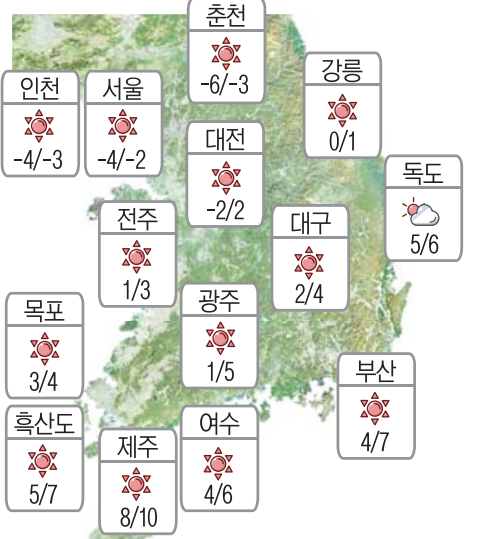 춘천
-6/-3
강릉
0/1
인천
-4/-3
서울
-4/-2
대전
-2/2
독도
5/6
전주
1/3
대구
2/4
광주
1/5
목포
3/4
부산
4/7
흑산도
5/7
제주
8/10
여수
4/6